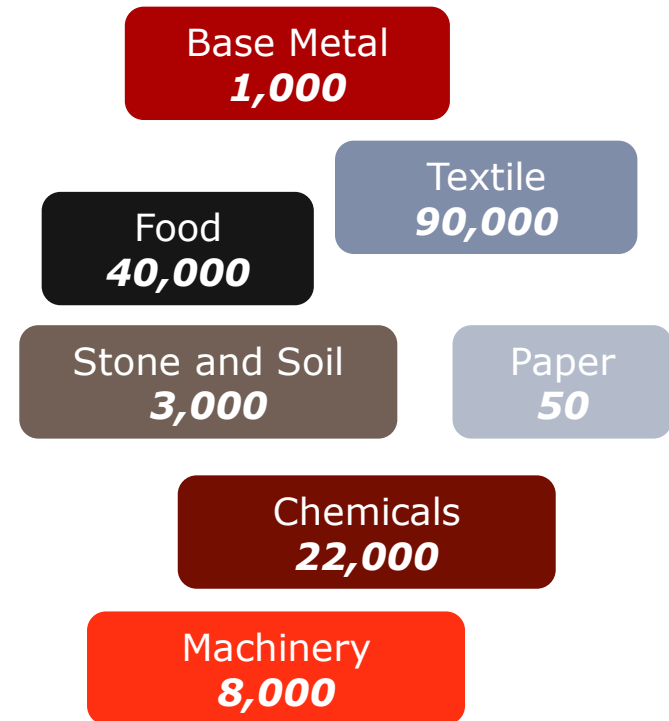 Base Metal
1,000
Textile
90,000
Food
40,000
Stone and Soil
3,000
Paper
50
Chemicals
22,000
Machinery
8,000